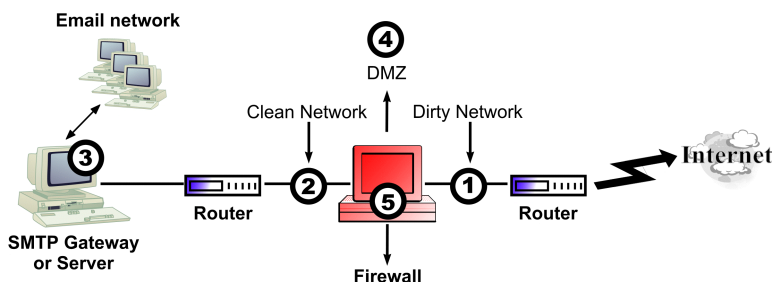 Email network
4
DMZ
Clean Network
Dirty Network
3
2
5
1
Internet
Router
Router
SMTP Gateway
or Server
Firewall